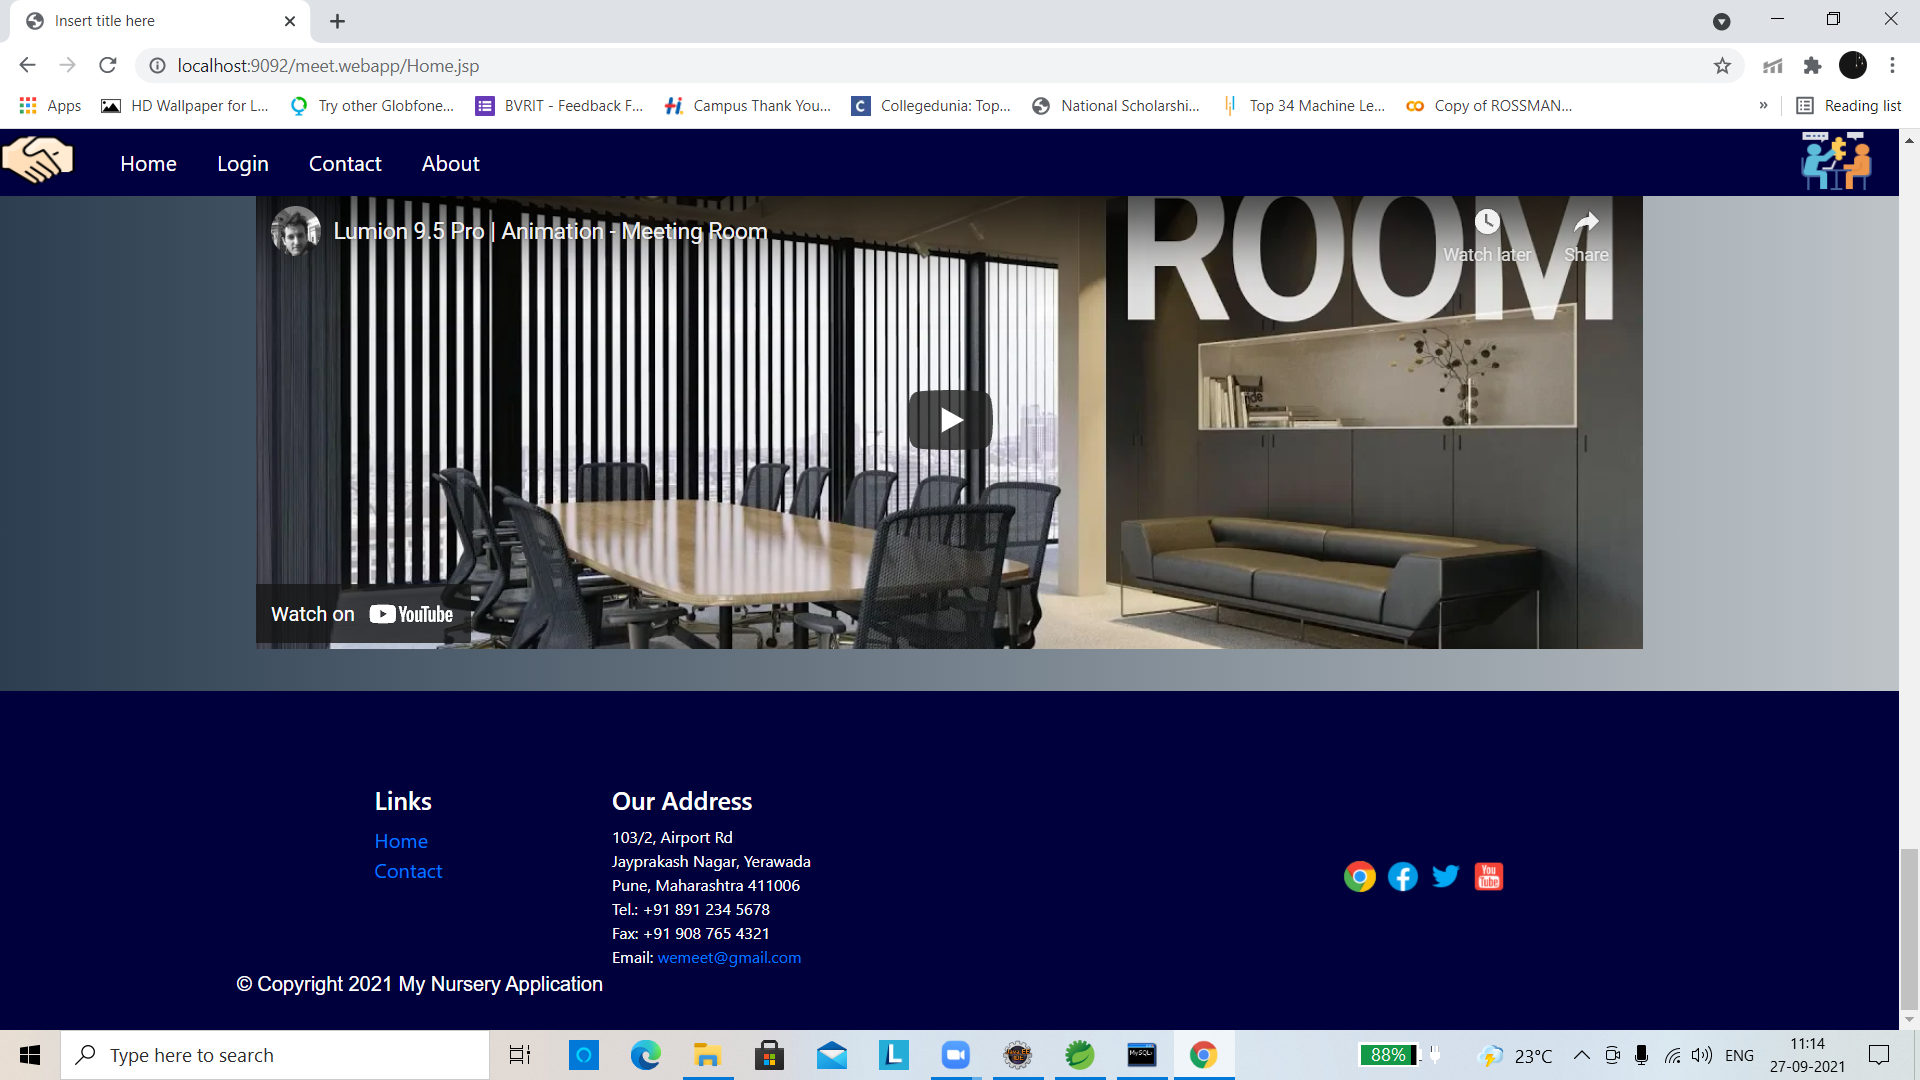 Insert title here
localhost:9092/meet.webapp/Home.jsp
Apps HD Wallpaper for L... Try other Globfone... BVRIT - Feedback F... Campus Thank You... Collegedunia: Top... National Scholarshi... Top 34 Machine Le... Copy of ROSSMAN... » Reading list
Home Login Contact About
Lumion 9.5 Pro | Animation - Meeting Room
ROOM
Watch later Share
Watch on YouTube
Links
Home
Contact
Our Address
103/2, Airport Rd
Jayprakash Nagar, Yerawada
Pune, Maharashtra 411006
Tel.: +91 891 234 5678
Fax: +91 908 765 4321
Email: wemeet@gmail.com
You Tube
© Copyright 2021 My Nursery Application
Type here to search
88%
23°C
ENG
11:14
27-09-2021